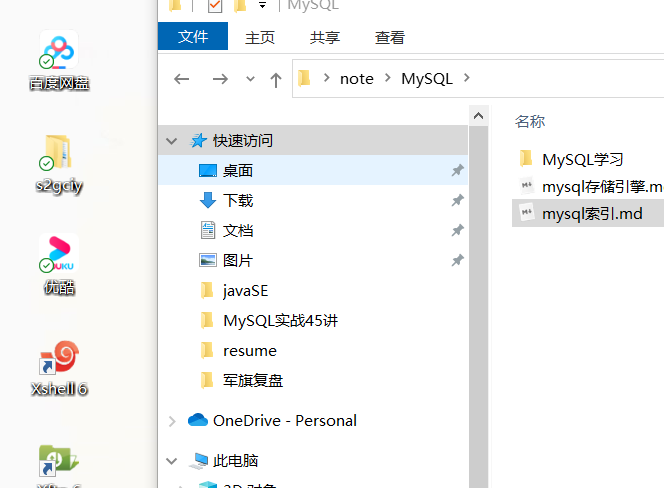 MySQL
文件 主页 共享 查看
note MySQL
名称
快速访问
桌面
下载
文档
图片
javaSE
MySQL实战45讲
resume
军旗复盘
OneDrive - Personal
此电脑
3D 对象
MySQL学习
mysql存储引擎.m
mysql索引.md
百度网盘
s2gciy
优酷
Xshell 6